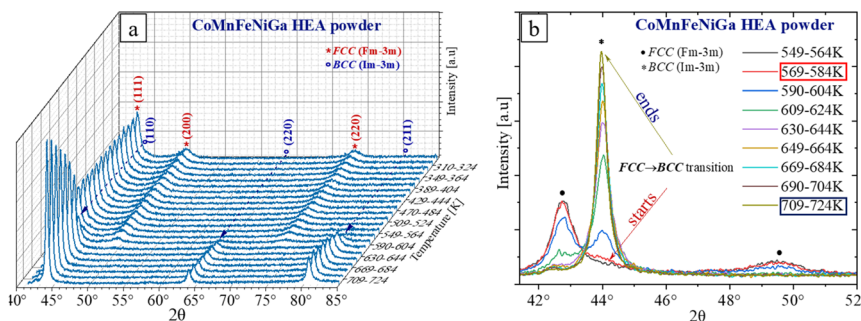 a
CoMnFeNiGa HEA powder
* FCC (Fm-3m)
BCC (Im-3m)
Intensity [a.u]
* (111)
(110)
* (200)
(220)
* (220)
(211)
310-324
349-364
389-404
429-444
470-484
509-524
549-564
590-604
630-644
669-684
709-724
Temperature [K]
40 45 50 55 60 65 70 75 80 85
2θ
b
CoMnFeNiGa HEA powder
• FCC (Fm-3m)
* BCC (Im-3m)
549-564K
569-584K
590-604K
609-624K
630-644K
649-664K
669-684K
690-704K
709-724K
ends
FCC→BCC transition
starts
Intensity [a.u]
42 44 46 48 50 52
2θ